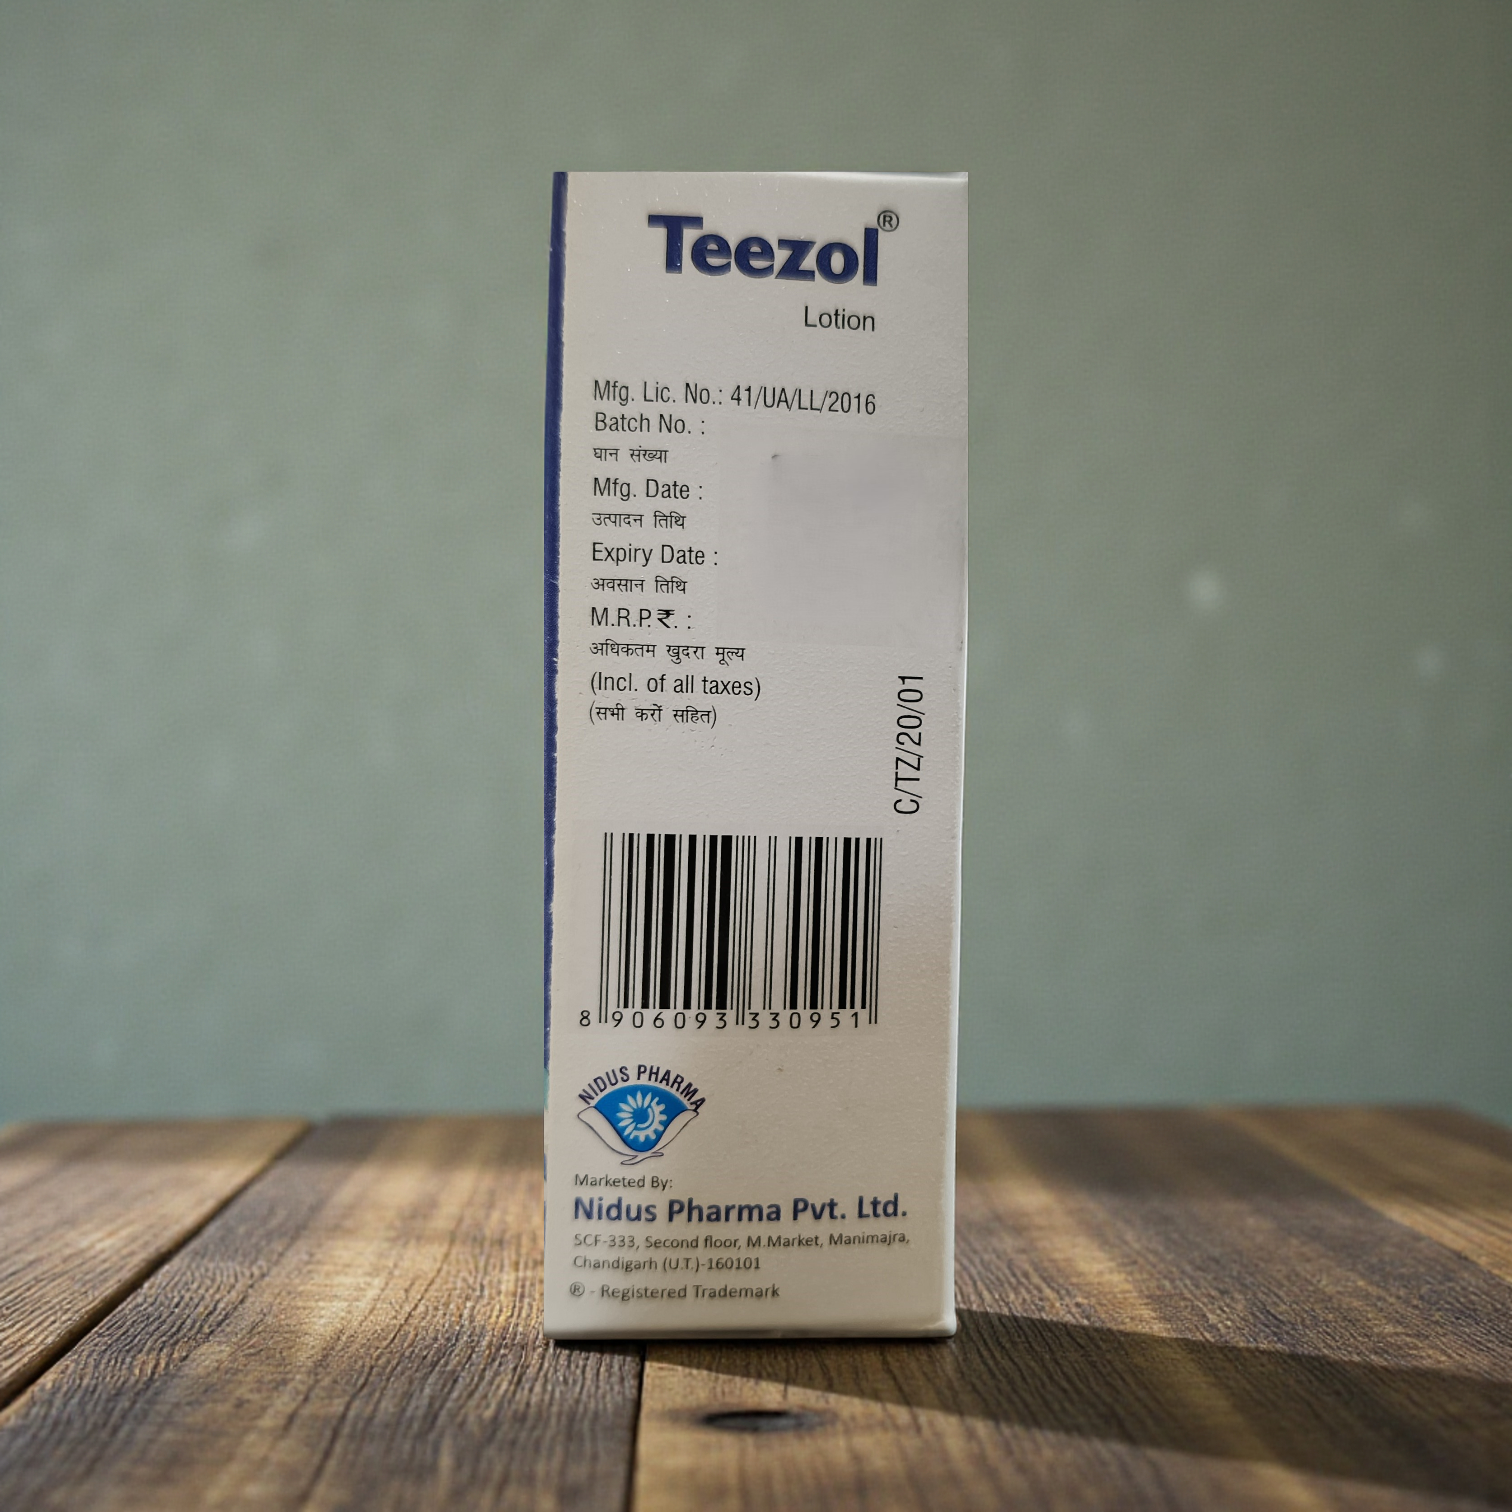 Teezol®
Lotion
Mfg. Lic. No.: 41/UA/LL/2016
Batch No. :
घान संख्या
Mfg. Date :
उत्पादन तिथि
Expiry Date :
अवसान तिथि
M.R.P.₹. :
अधिकतम खुदरा मूल्य
(Incl. of all taxes)
(सभी करों सहित)
C/TZ/20/01
8 906093 330951
NIDUS PHARMA
Marketed By:
Nidus Pharma Pvt. Ltd.
SCF-333, Second floor, M.Market, Manimajra,
Chandigarh (U.T.)-160101
® - Registered Trademark